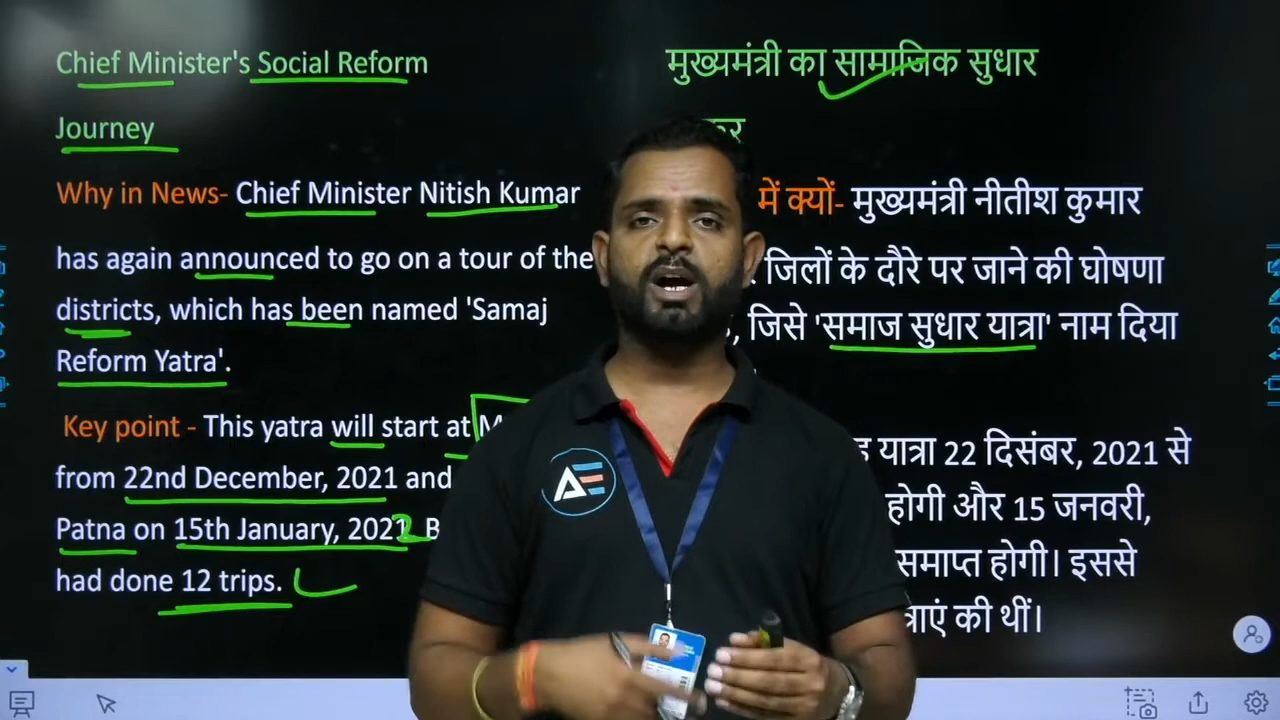 Chief Minister's Social Reform
Journey
Why in News- Chief Minister Nitish Kumar
has again announced to go on a tour of the
districts, which has been named 'Samaj
Reform Yatra'.
Key point - This yatra will start at
from 22nd December, 2021 and
Patna on 15th January, 2022
had done 12 trips.
मुख्यमंत्री का सामाजिक सुधार
में क्यों- मुख्यमंत्री नीतीश कुमार
जिलों के दौरे पर जाने की घोषणा
जिसे 'समाज सुधार यात्रा' नाम दिया
यात्रा 22 दिसंबर, 2021 से
होगी और 15 जनवरी,
समाप्त होगी। इससे
की थीं।
AE